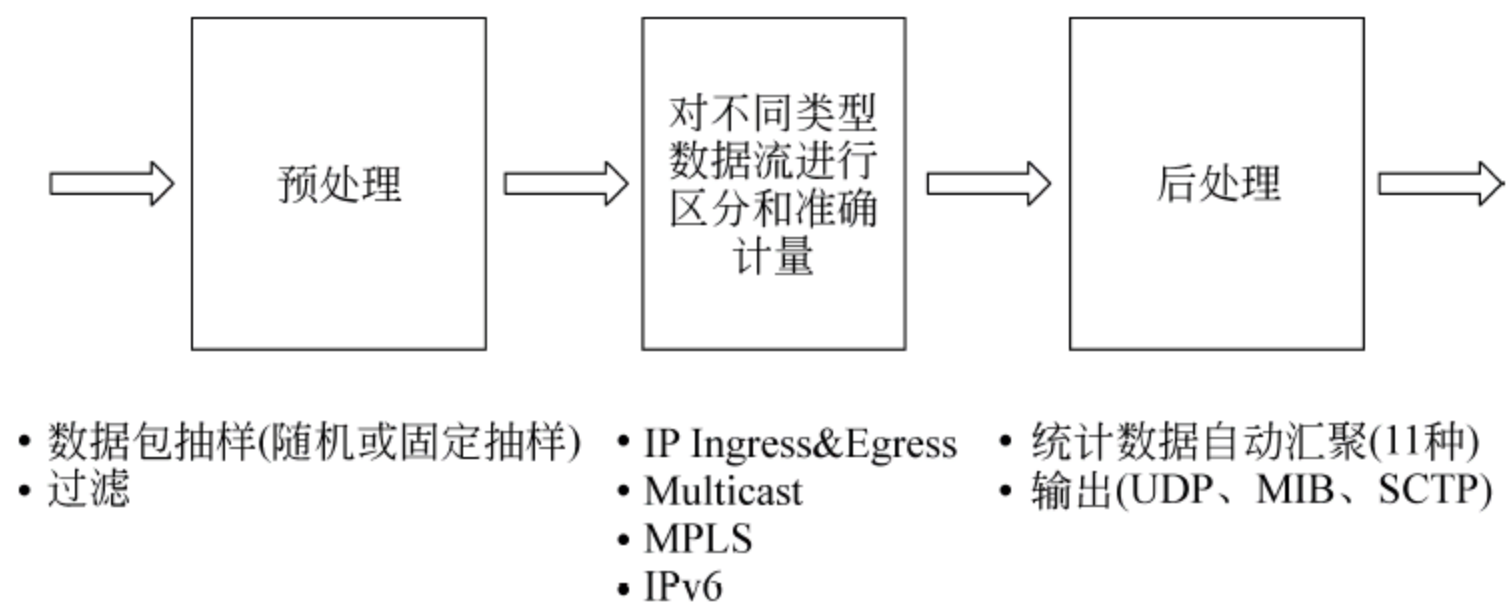 预处理
对不同类型
数据流进行
区分和准确
计量
后处理
• 数据包抽样(随机或固定抽样)
• 过滤
• IP Ingress&Egress
• Multicast
• MPLS
• IPv6
• 统计数据自动汇聚(11种)
• 输出(UDP、MIB、SCTP)